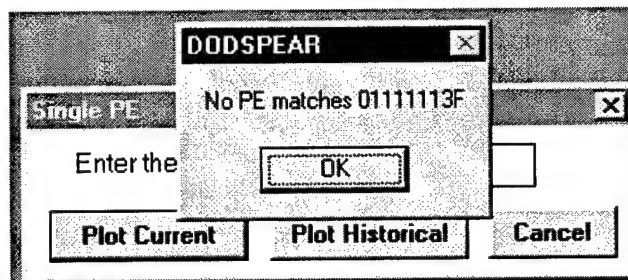 DODSPEAR
No PE matches 01111113F
Single PE
Enter the
OK
Plot Current
Plot Historical
Cancel